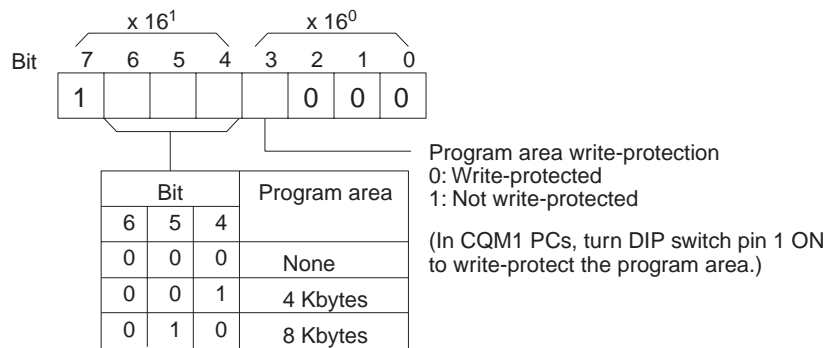 x 16¹ x 16⁰
Bit 7 6 5 4 3 2 1 0
1 0 0 0
Program area write-protection
0: Write-protected
1: Not write-protected
(In CQM1 PCs, turn DIP switch pin 1 ON
to write-protect the program area.)
Bit Program area
6 5 4
0 0 0 None
0 0 1 4 Kbytes
0 1 0 8 Kbytes